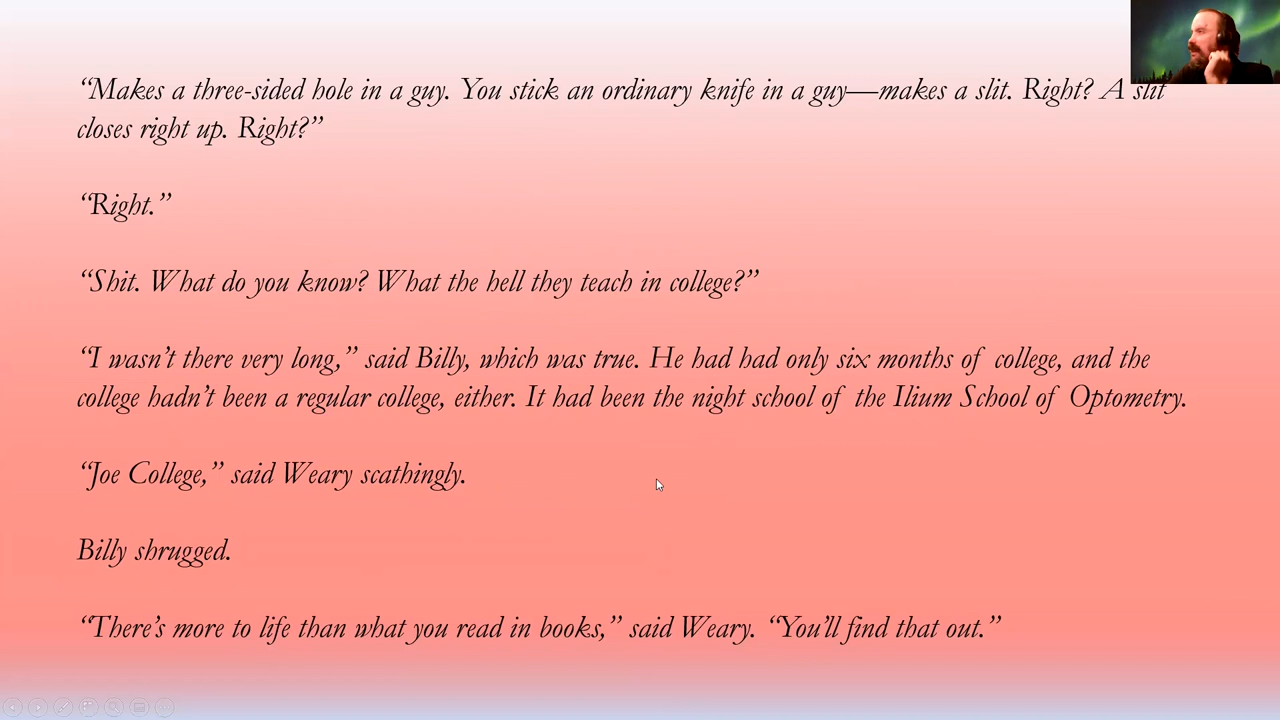 “Makes a three-sided hole in a guy. You stick an ordinary knife in a guy—makes a slit. Right? A slit
closes right up. Right?”
“Right.”
“Shit. What do you know? What the hell they teach in college?”
“I wasn’t there very long,” said Billy, which was true. He had had only six months of college, and the
college hadn’t been a regular college, either. It had been the night school of the Ilium School of Optometry.
“Joe College,” said Weary scathingly.
Billy shrugged.
“There’s more to life than what you read in books,” said Weary. “You’ll find that out.”